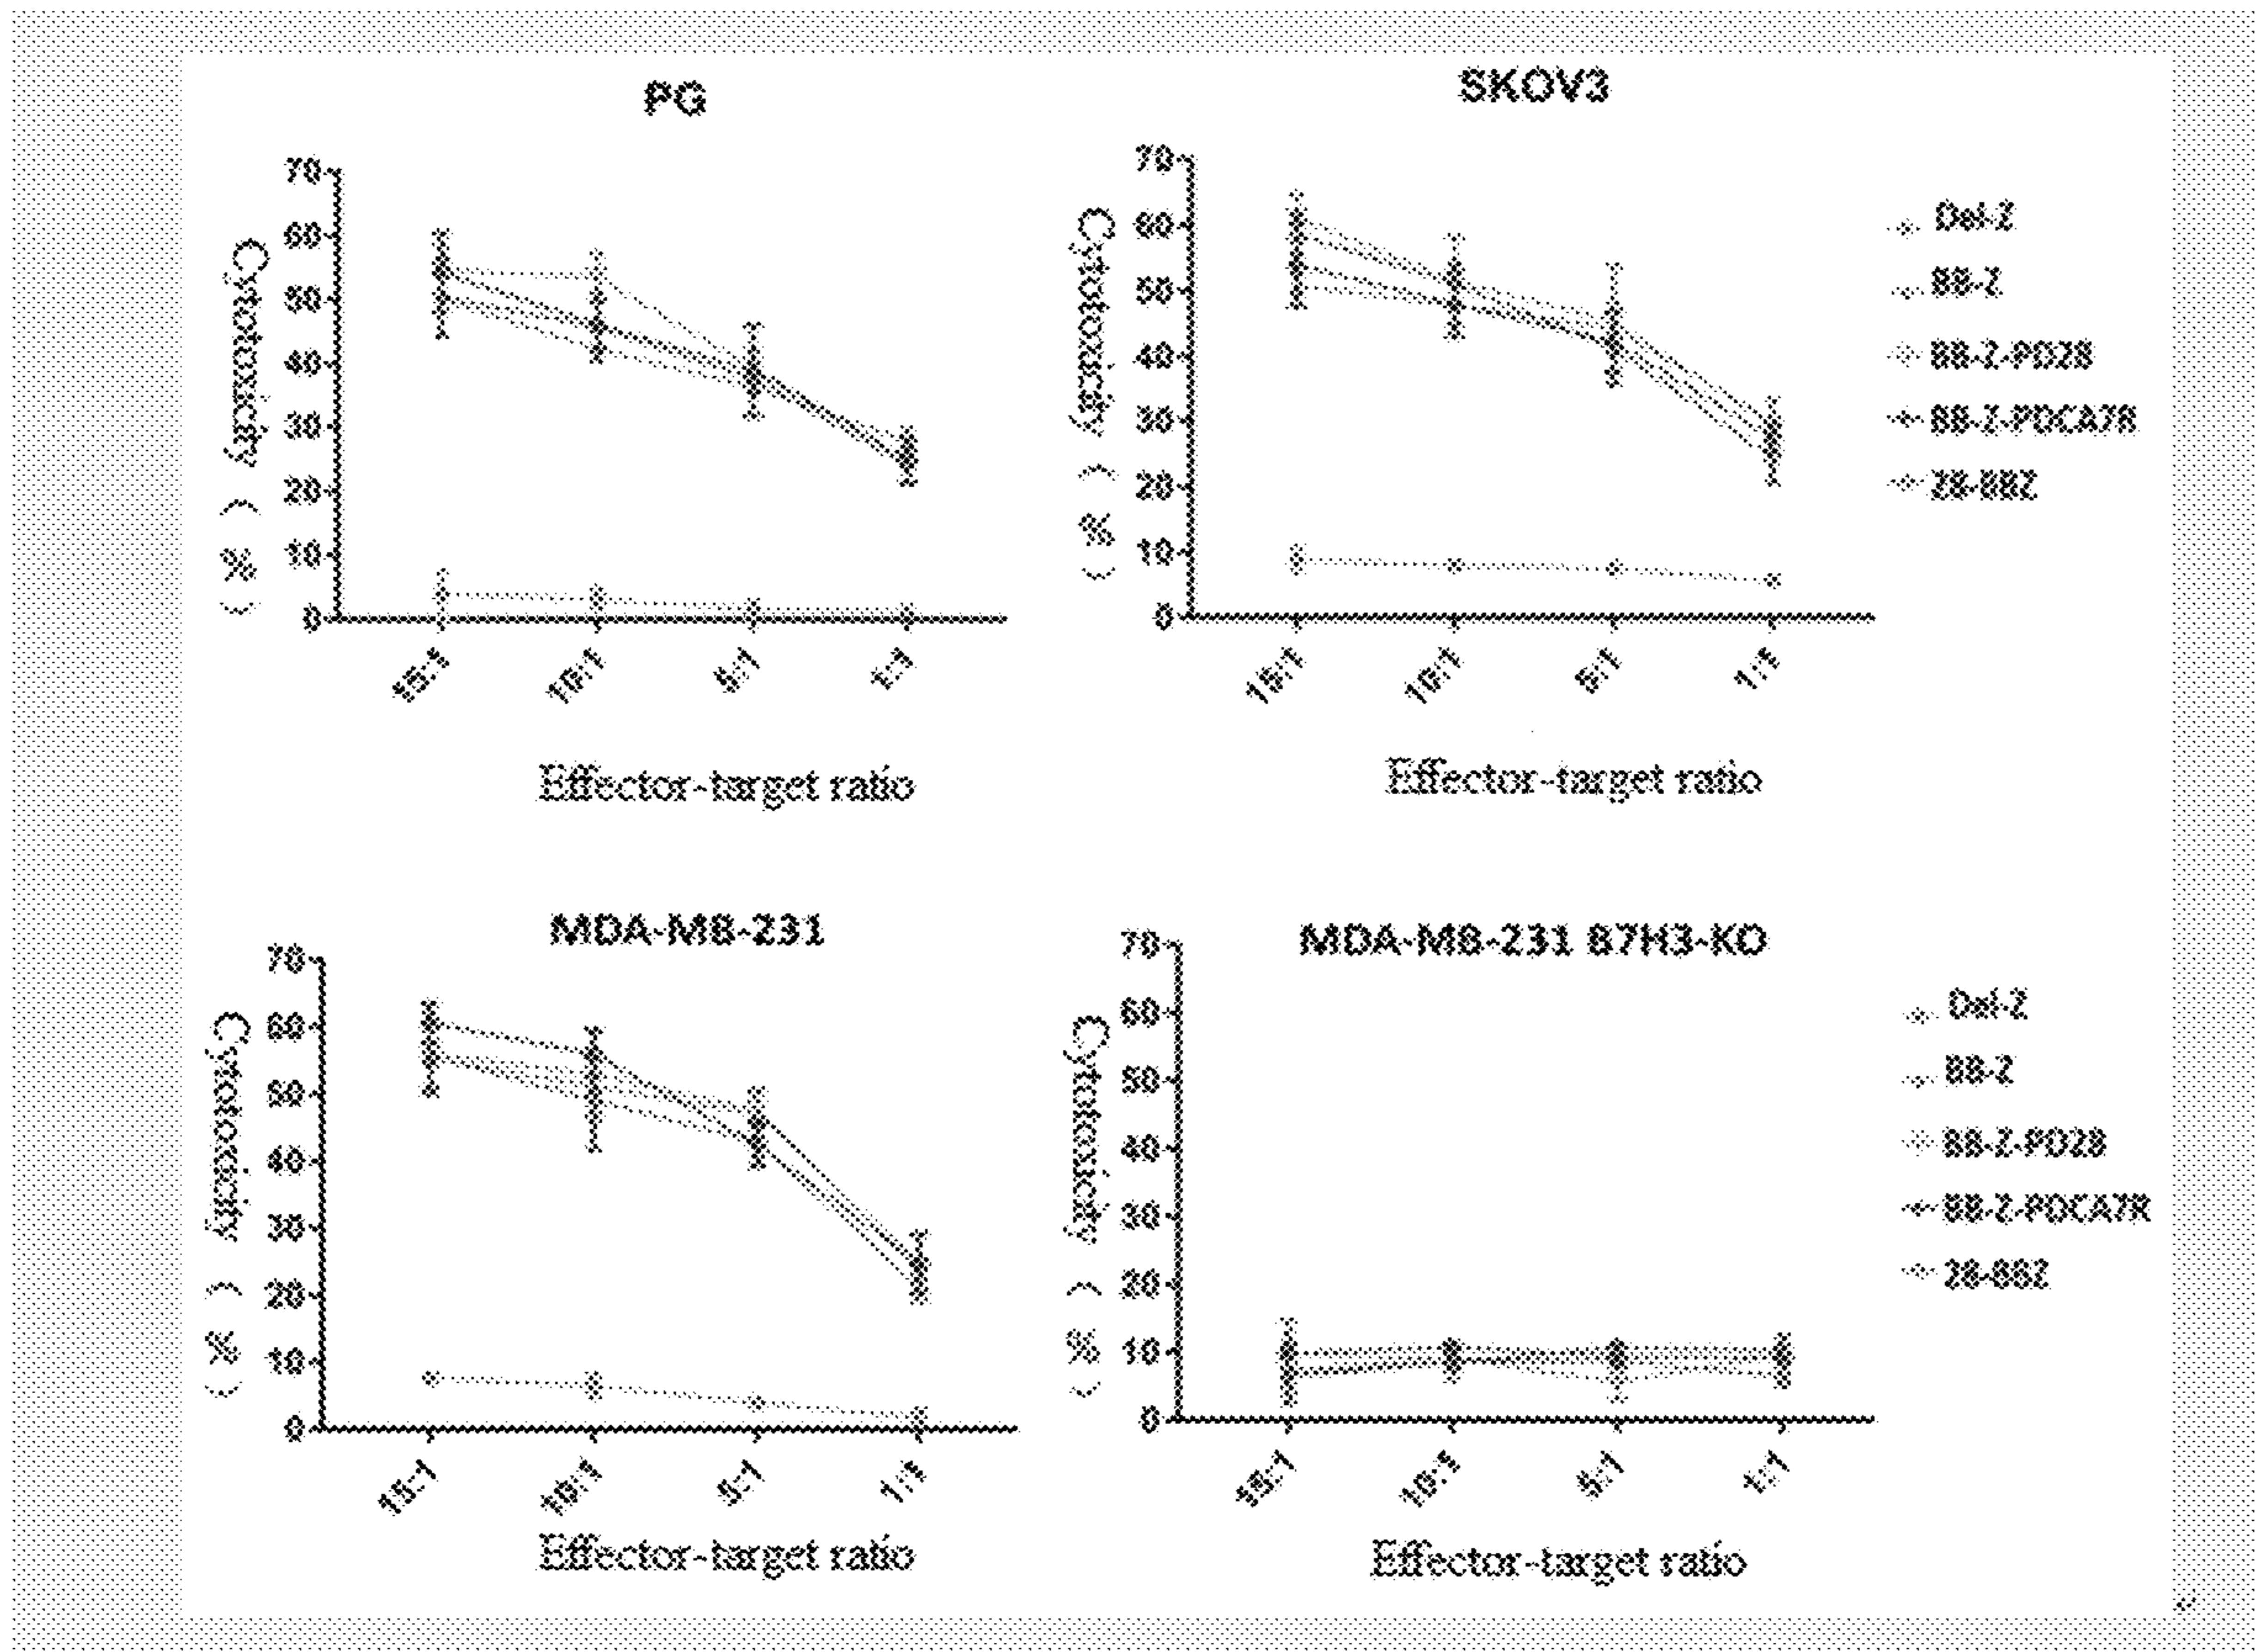 PG
70
60
50
40
30
20
10
0
Cytotoxicity (%)
15:1
10:1
5:1
1:1
Effector-target ratio
SKOV3
70
60
50
40
30
20
10
0
Cytotoxicity (%)
15:1
10:1
5:1
1:1
Effector-target ratio
Del-Z
BB-Z
BB-Z-PD28
BB-Z-PDCA7R
28-BBZ
MDA-MB-231
70
60
50
40
30
20
10
0
Cytotoxicity (%)
15:1
10:1
5:1
1:1
Effector-target ratio
MDA-MB-231 B7H3-KO
70
60
50
40
30
20
10
0
Cytotoxicity (%)
15:1
10:1
5:1
1:1
Effector-target ratio
Del-Z
BB-Z
BB-Z-PD28
BB-Z-PDCA7R
28-BBZ